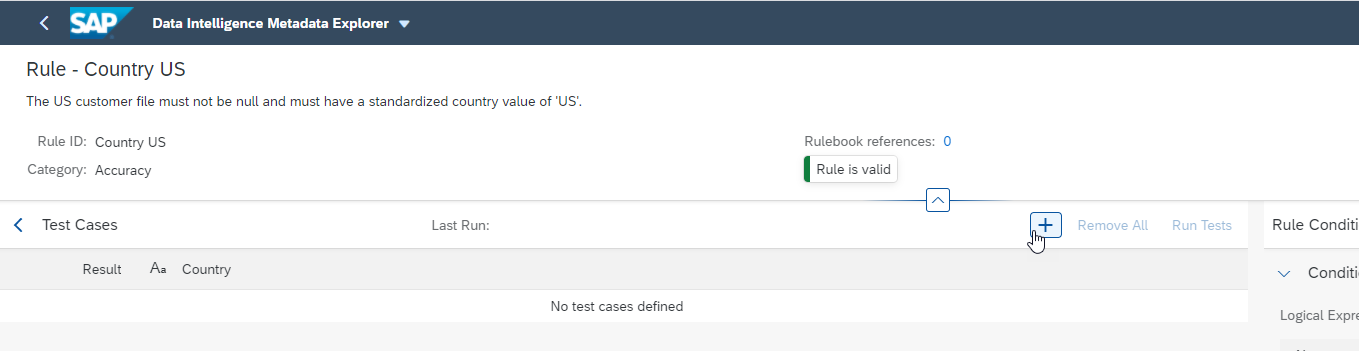 SAP Data Intelligence Metadata Explorer
Rule - Country US
The US customer file must not be null and must have a standardized country value of 'US'.
Rule ID: Country US
Rulebook references: 0
Category: Accuracy
Rule is valid
Test Cases Last Run: + Remove All Run Tests Rule Conditi
Result Aa Country
Conditi
No test cases defined
Logical Expre